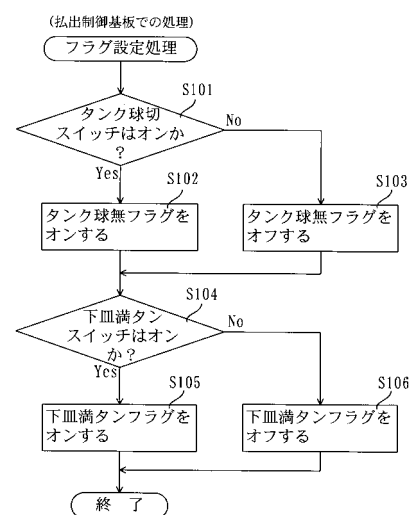 (払出制御基板での処理)
フラグ設定処理
S101
タンク球切
スイッチはオンか
?
No
Yes
S102
S103
タンク球無フラグを
オンする
タンク球無フラグを
オフする
S104
下皿満タン
スイッチはオン
か?
No
Yes
S105
S106
下皿満タンフラグを
オンする
下皿満タンフラグを
オフする
終 了